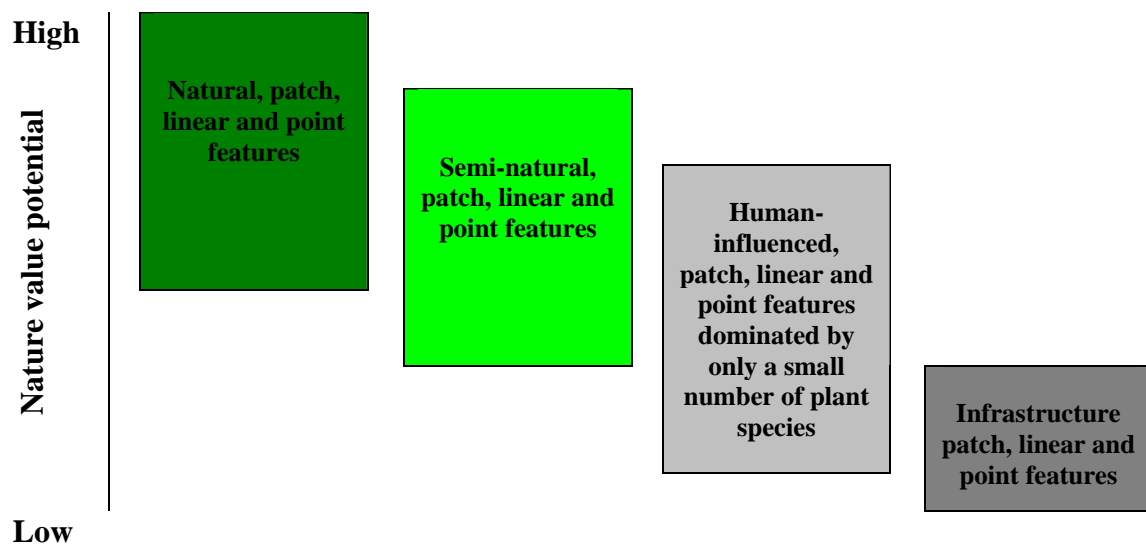 High
Nature value potential
Low
Natural, patch,
linear and point
features
Semi-natural,
patch, linear and
point features
Human-
influenced,
patch, linear and
point features
dominated by
only a small
number of plant
species
Infrastructure
patch, linear and
point features